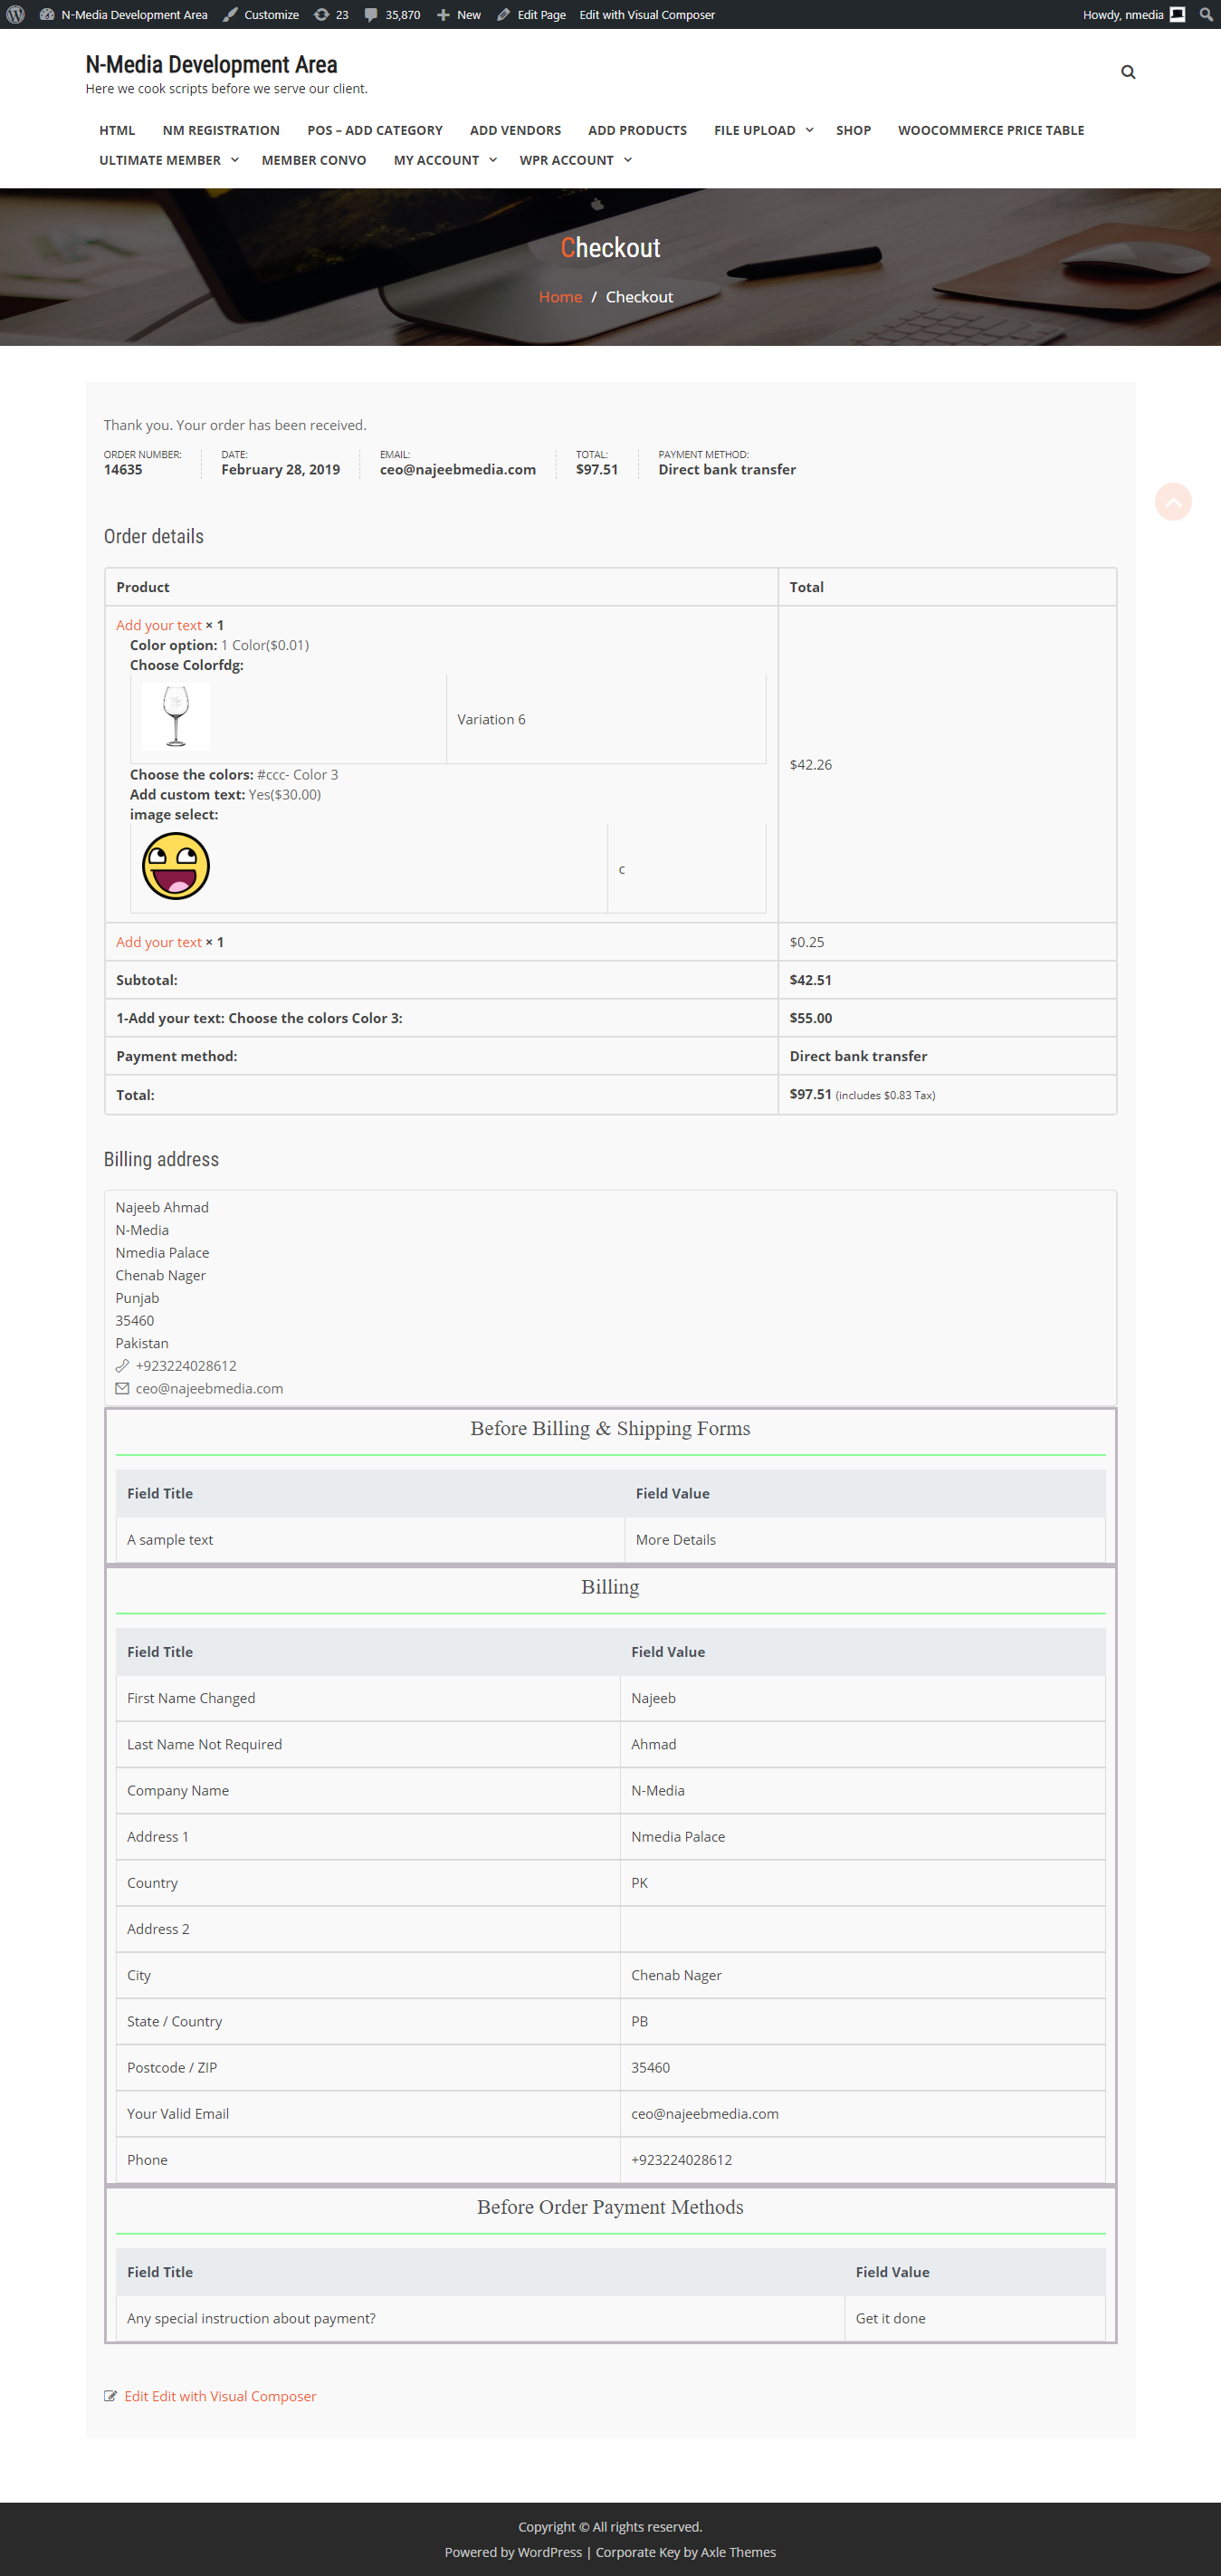 N-Media Development Area Customize 23 35,870 New Edit Page Edit with Visual Composer Howdy, nmedia
N-Media Development Area
Here we cook scripts before we serve our client.
HTML NM REGISTRATION POS – ADD CATEGORY ADD VENDORS ADD PRODUCTS FILE UPLOAD SHOP WOOCOMMERCE PRICE TABLE
ULTIMATE MEMBER MEMBER CONVO MY ACCOUNT WPR ACCOUNT
Checkout
Home / Checkout
Thank you. Your order has been received.
ORDER NUMBER: DATE: EMAIL: TOTAL: PAYMENT METHOD:
14635 February 28, 2019 ceo@najeebmedia.com $97.51 Direct bank transfer
Order details
Product Total
Add your text × 1
Color option: 1 Color($0.01)
Choose Colorfdg:
Variation 6
$42.26
Choose the colors: #ccc- Color 3
Add custom text: Yes($30.00)
image select:
c
Add your text × 1 $0.25
Subtotal: $42.51
1-Add your text: Choose the colors Color 3: $55.00
Payment method: Direct bank transfer
Total: $97.51 (includes $0.83 Tax)
Billing address
Najeeb Ahmad
N-Media
Nmedia Palace
Chenab Nager
Punjab
35460
Pakistan
+923224028612
ceo@najeebmedia.com
Before Billing & Shipping Forms
Field Title Field Value
A sample text More Details
Billing
Field Title Field Value
First Name Changed Najeeb
Last Name Not Required Ahmad
Company Name N-Media
Address 1 Nmedia Palace
Country PK
Address 2
City Chenab Nager
State / Country PB
Postcode / ZIP 35460
Your Valid Email ceo@najeebmedia.com
Phone +923224028612
Before Order Payment Methods
Field Title Field Value
Any special instruction about payment? Get it done
Edit Edit with Visual Composer
Copyright © All rights reserved.
Powered by WordPress | Corporate Key by Axle Themes